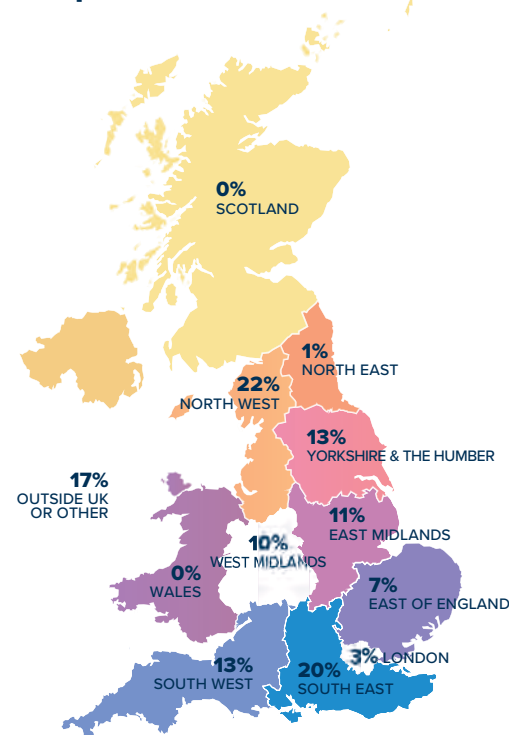 0%
SCOTLAND
1%
NORTH EAST
22%
NORTH WEST
13%
YORKSHIRE & THE HUMBER
17%
OUTSIDE UK
OR OTHER
11%
EAST MIDLANDS
10%
WEST MIDLANDS
0%
WALES
7%
EAST OF ENGLAND
3% LONDON
13%
SOUTH WEST
20%
SOUTH EAST